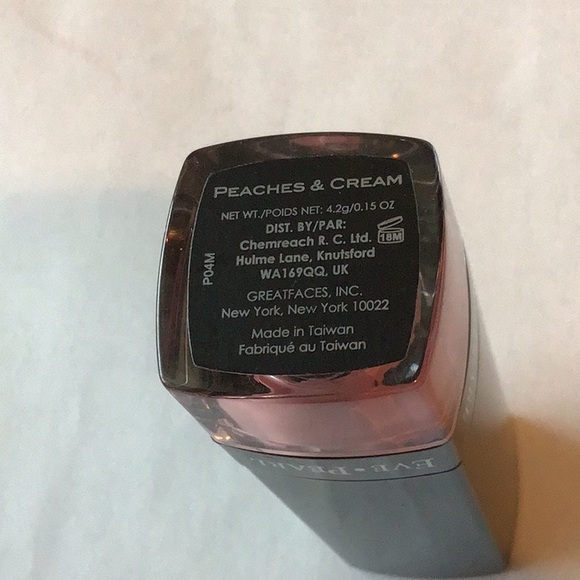 PEACHES & CREAM
NET WT./POIDS NET: 4.2g/0.15 OZ
DIST. BY/PAR:
Chemreach R. C. Ltd. 18M
Hulme Lane, Knutsford
WA169QQ, UK
GREATFACES, INC.
New York, New York 10022
Made in Taiwan
Fabriqué au Taiwan
P04M
EVE • PEARL